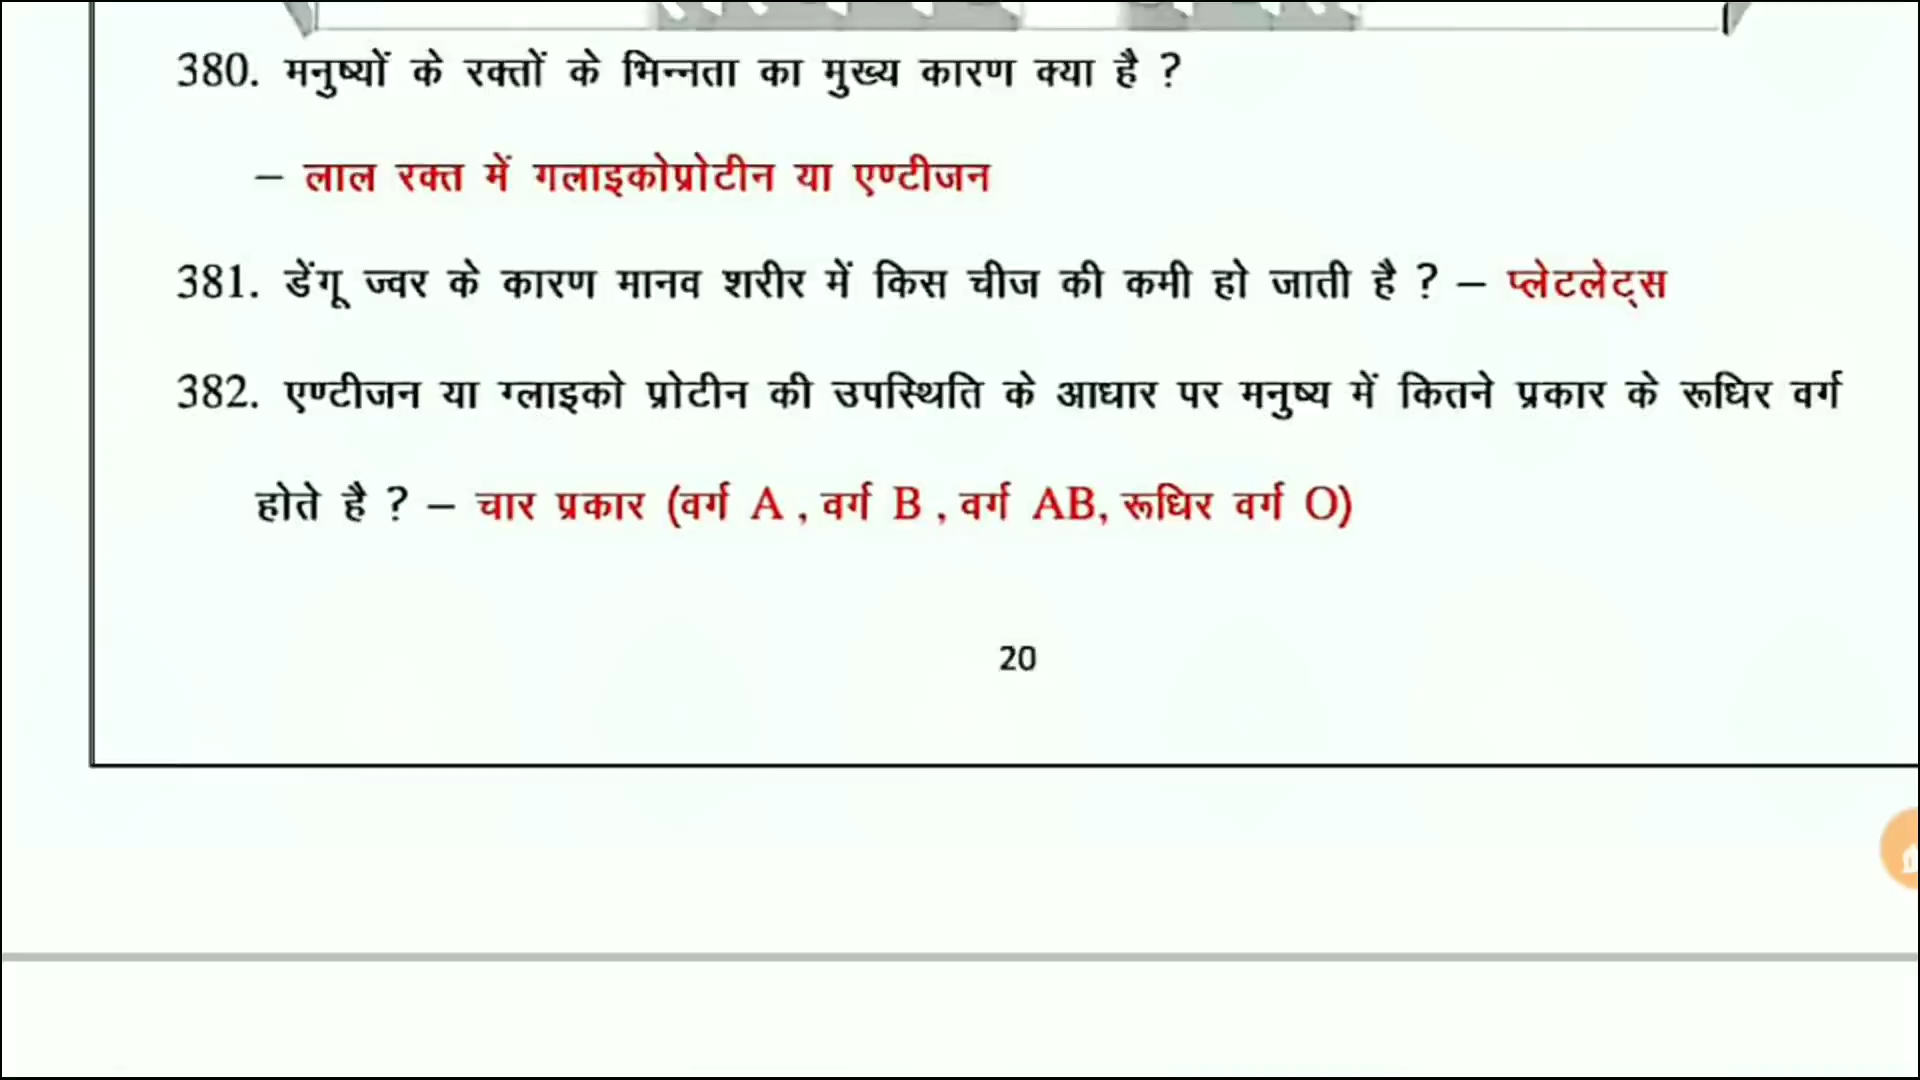 380. मनुष्यों के रक्तों के भिन्नता का मुख्य कारण क्या है ?
– लाल रक्त में गलाइकोप्रोटीन या एण्टीजन
381. डेंगू ज्वर के कारण मानव शरीर में किस चीज की कमी हो जाती है ? – प्लेटलेट्स
382. एण्टीजन या ग्लाइको प्रोटीन की उपस्थिति के आधार पर मनुष्य में कितने प्रकार के रूधिर वर्ग
होते है ? – चार प्रकार (वर्ग A , वर्ग B , वर्ग AB, रूधिर वर्ग O)
20